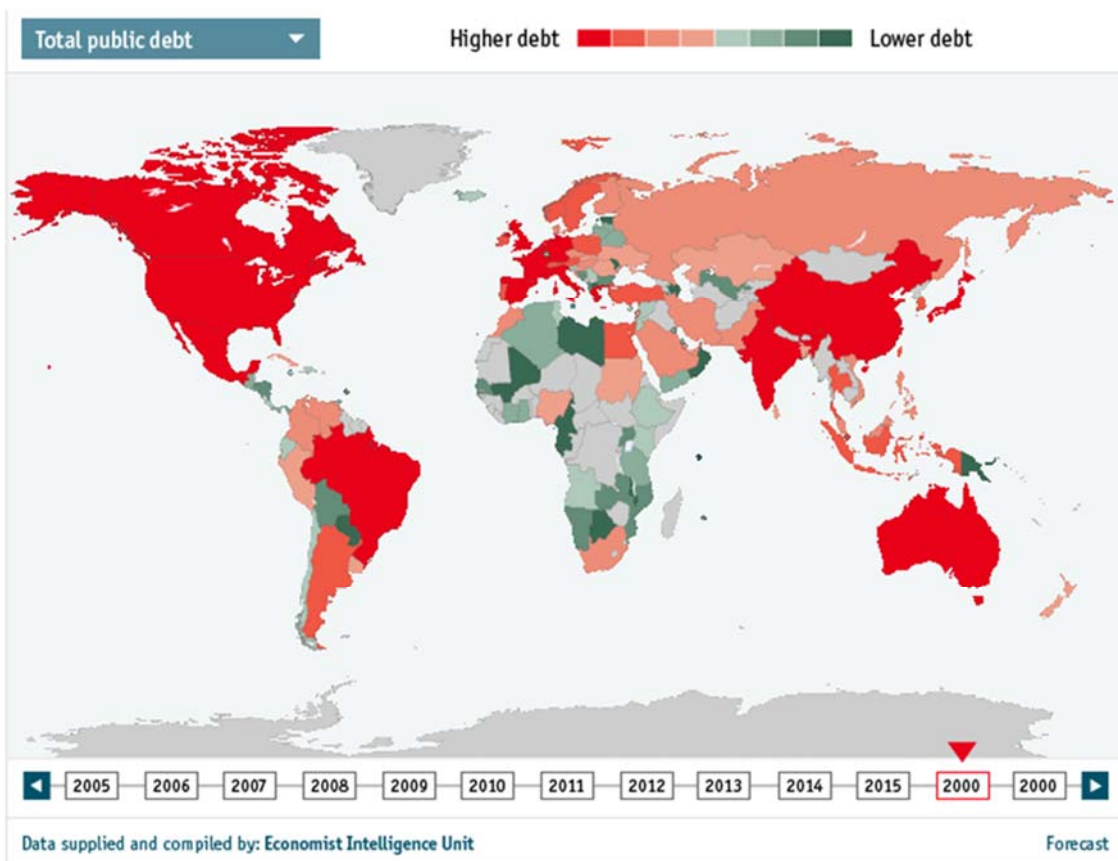 Total public debt
Higher debt Lower debt
2005 2006 2007 2008 2009 2010 2011 2012 2013 2014 2015 2000 2000
Data supplied and compiled by: Economist Intelligence Unit Forecast